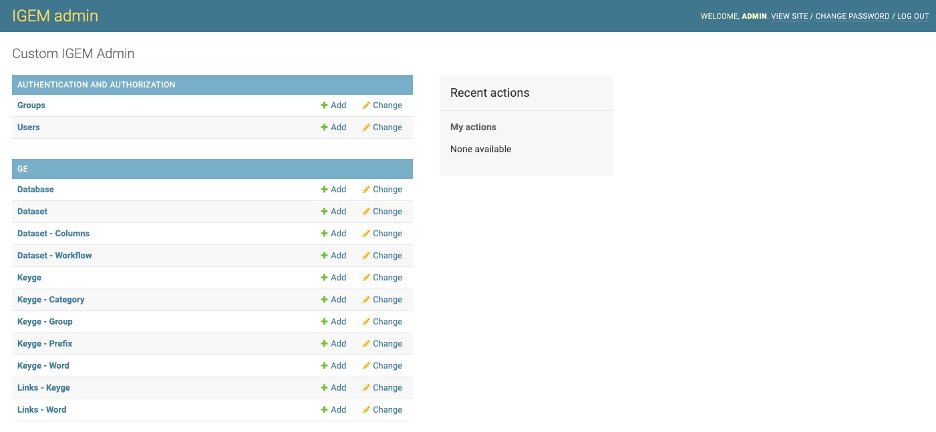 IGEM admin
WELCOME, ADMIN. VIEW SITE / CHANGE PASSWORD / LOG OUT
Custom IGEM Admin
AUTHENTICATION AND AUTHORIZATION
Groups Add Change
Users Add Change
GE
Database Add Change
Dataset Add Change
Dataset - Columns Add Change
Dataset - Workflow Add Change
Keyge Add Change
Keyge - Category Add Change
Keyge - Group Add Change
Keyge - Prefix Add Change
Keyge - Word Add Change
Links - Keyge Add Change
Links - Word Add Change
Recent actions
My actions
None available